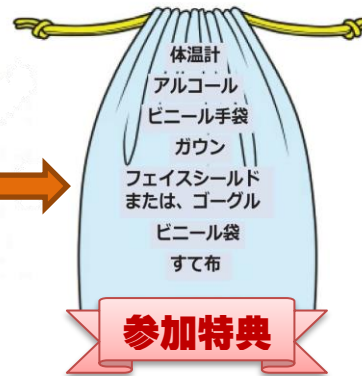 体温計
アルコール
ビニール手袋
ガウン
フェイスシールド
または、ゴーグル
ビニール袋
すて布
参加特典